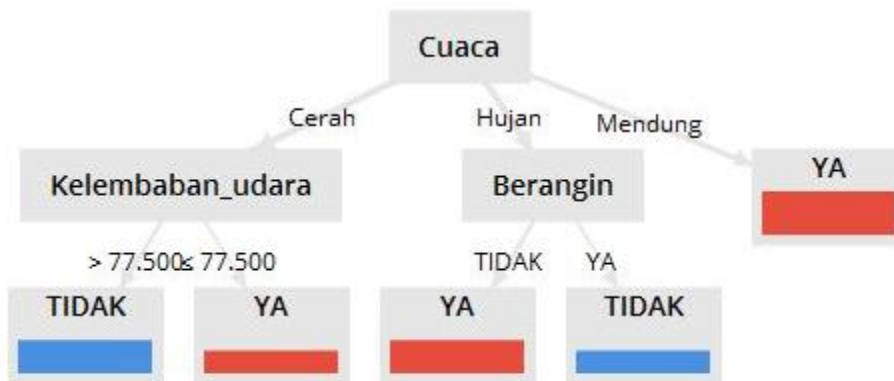 Cuaca
Cerah Hujan Mendung
Kelembaban_udara Berangin YA
> 77.500 ≤ 77.500 TIDAK YA
TIDAK YA YA TIDAK